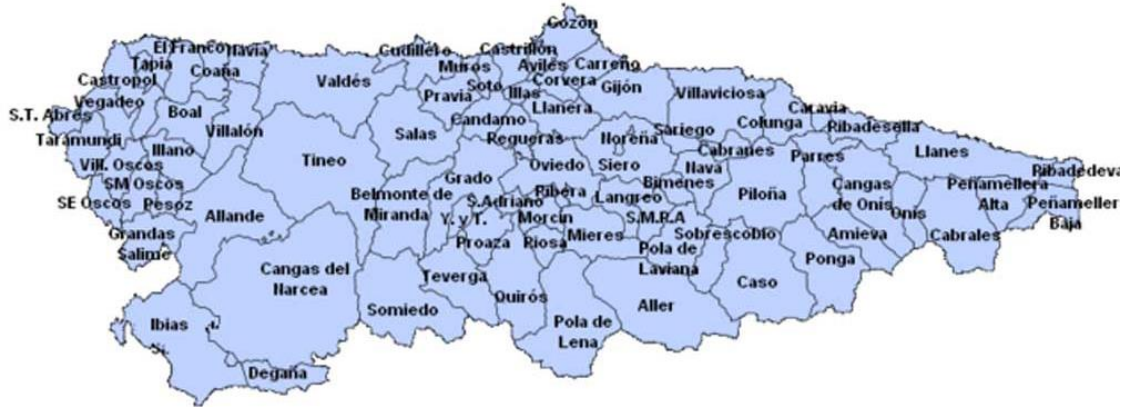 Gozón
El Franco
Navia
Cudillero
Castrillón
Tapia
Coaña
Muros
Avilés
Carreño
Castropol
Valdés
Soto
Corvera
Gijón
Pravia
Illas
Villaviciosa
Vegadeo
S.T. Abres
Boal
Llanera
Caravia
Candamo
Colunga
Taramundi
Villalón
Salas
Regueras
Noreña
Sariego
Ribadesella
Illano
Cabranes
Llanes
Vill. Oscos
Tineo
Oviedo
Siero
Nava
Parres
Ribadedeva
SM Oscos
Grado
Bimenes
Cangas
de Onis
Peñamellera
Alta
SE Oscos
Pesoz
Belmonte de
Miranda
S.Adriano
Ribera
Langreo
Piloña
Onis
Peñameller
Baja
Allande
Y. y T.
Morcín
S.M.R.A
Grandas
Salime
Proaza
Riosa
Mieres
Sobrescobio
Amieva
Cabrales
Pola de
Laviana
Ponga
Cangas del
Narcea
Teverga
Caso
Quirós
Aller
Somiedo
Ibias
Pola de
Lena
Degaña